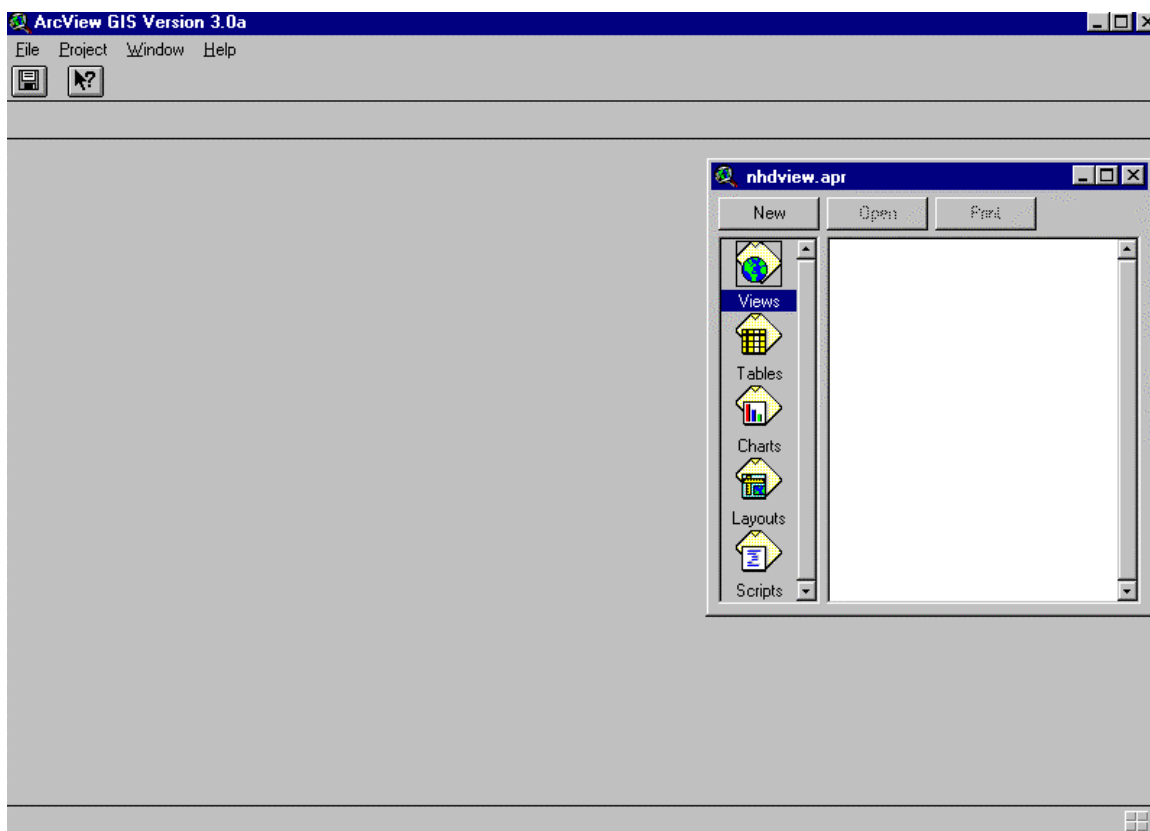 ArcView GIS Version 3.0a
File Project Window Help
nhdview.apr
New Open Print
Views
Tables
Charts
Layouts
Scripts